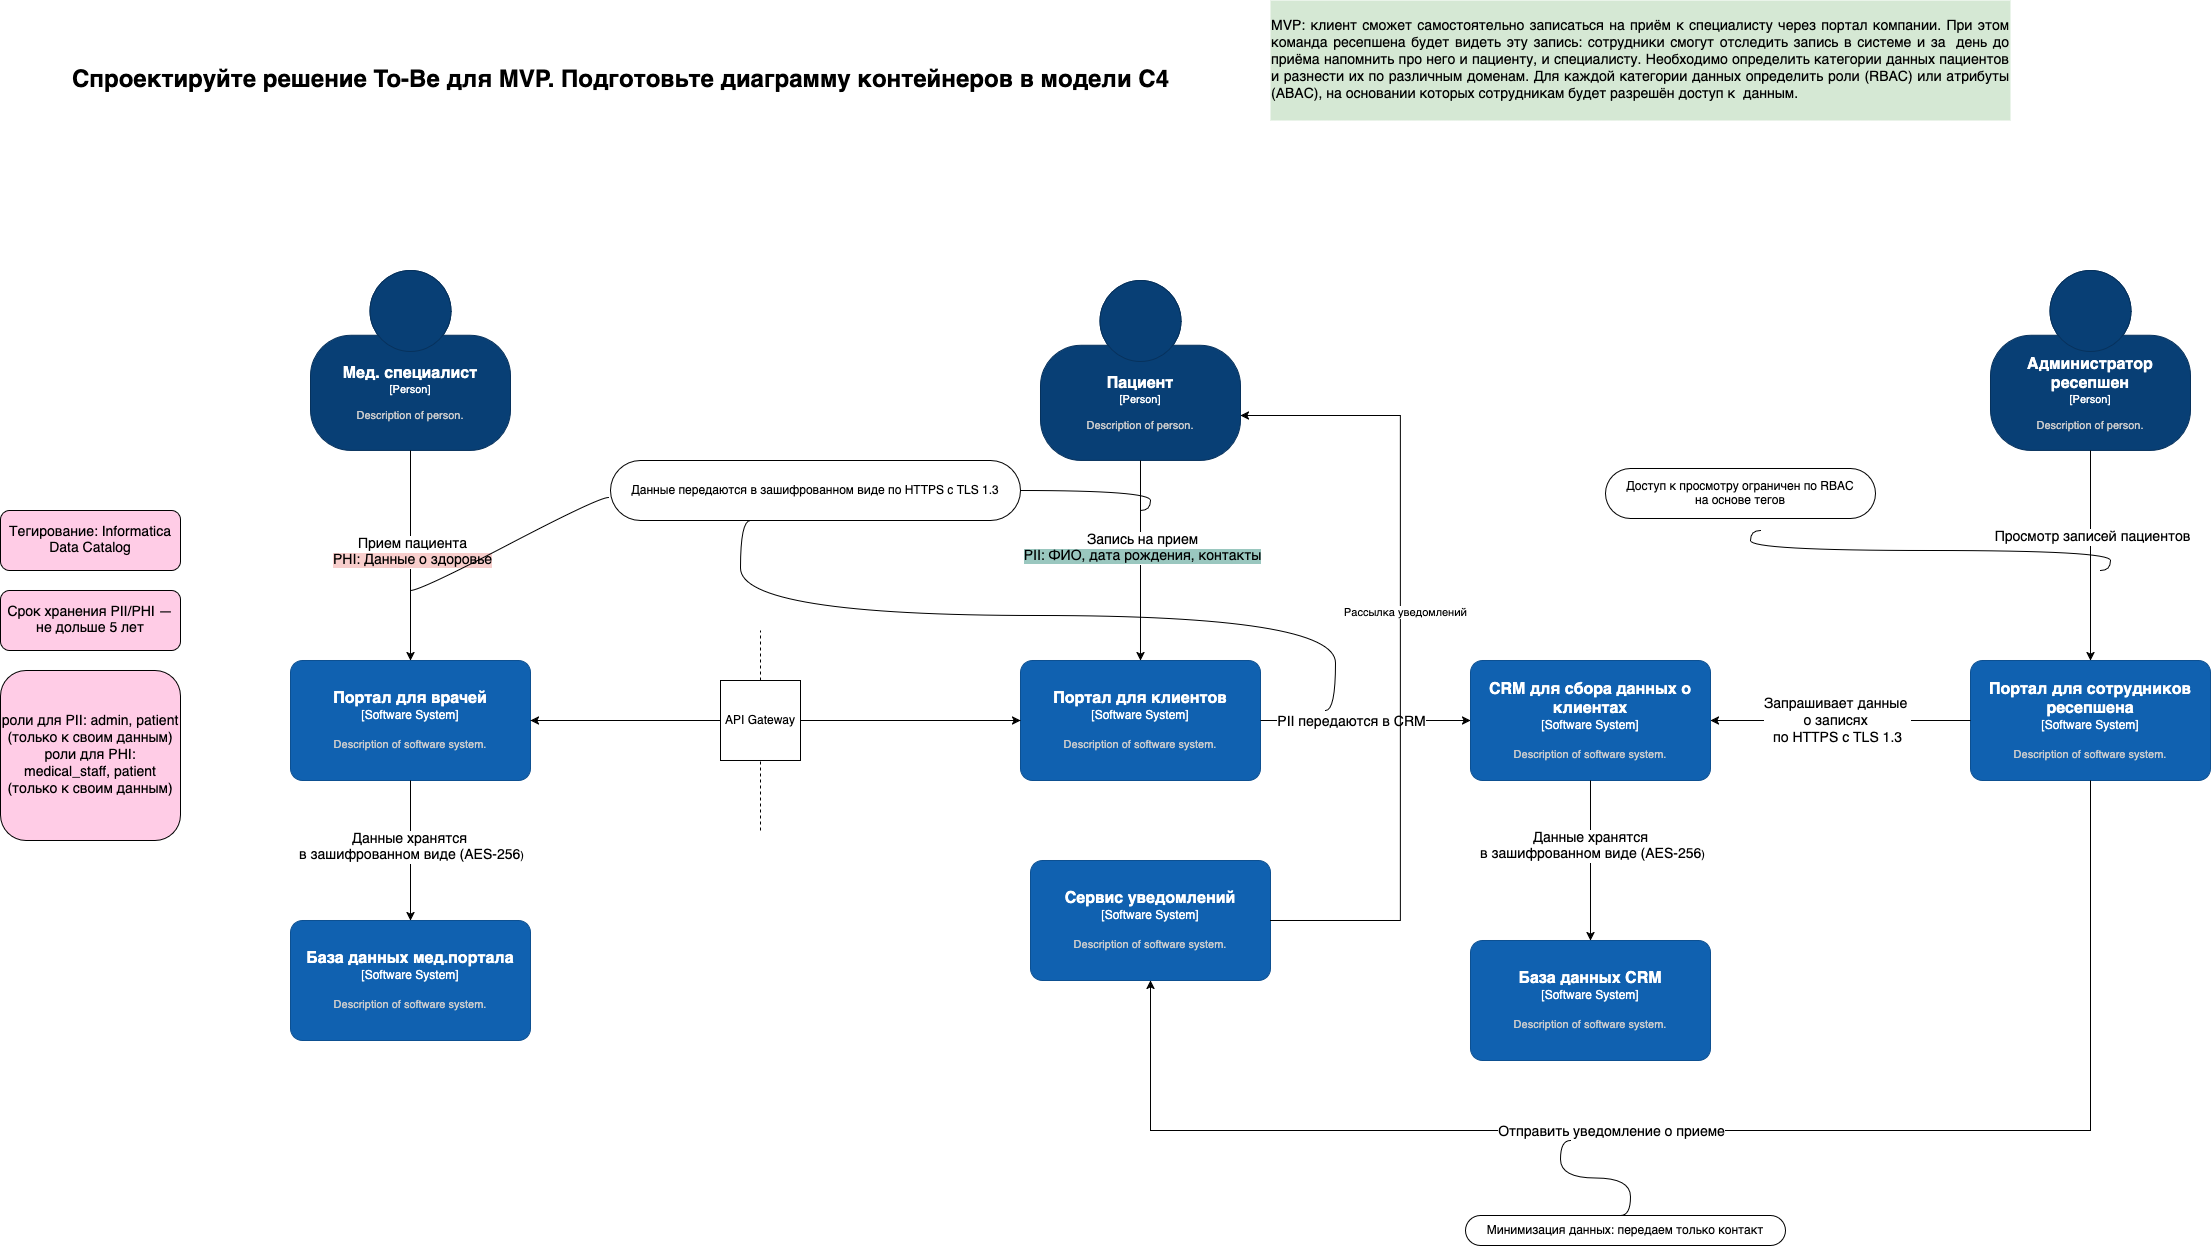 Спроектируйте решение To-Be для MVP. Подготовьте диаграмму контейнеров в модели C4
MVP: клиент сможет самостоятельно записаться на приём к специалисту через портал компании. При этом
команда ресепшена будет видеть эту запись: сотрудники смогут отследить запись в системе и за день до
приёма напомнить про него и пациенту, и специалисту. Необходимо определить категории данных пациентов
и разнести их по различным доменам. Для каждой категории данных определить роли (RBAC) или атрибуты
(ABAC), на основании которых сотрудникам будет разрешён доступ к данным.
Мед. специалист
[Person]
Description of person.
Пациент
[Person]
Description of person.
Администратор
ресепшен
[Person]
Description of person.
Данные передаются в зашифрованном виде по HTTPS с TLS 1.3
Доступ к просмотру ограничен по RBAC
на основе тегов
Тегирование: Informatica
Data Catalog
Прием пациента
PHI: Данные о здоровье
Запись на прием
PII: ФИО, дата рождения, контакты
Просмотр записей пациентов
Срок хранения PII/PHI —
не дольше 5 лет
Рассылка уведомлений
роли для PII: admin, patient
(только к своим данным)
роли для PHI:
medical_staff, patient
(только к своим данным)
Портал для врачей
[Software System]
Description of software system.
API Gateway
Портал для клиентов
[Software System]
Description of software system.
PII передаются в CRM
CRM для сбора данных о
клиентах
[Software System]
Description of software system.
Запрашивает данные
о записях
по HTTPS с TLS 1.3
Портал для сотрудников
ресепшена
[Software System]
Description of software system.
Данные хранятся
в зашифрованном виде (AES-256)
Данные хранятся
в зашифрованном виде (AES-256)
Сервис уведомлений
[Software System]
Description of software system.
База данных мед.портала
[Software System]
Description of software system.
База данных CRM
[Software System]
Description of software system.
Отправить уведомление о приеме
Минимизация данных: передаем только контакт